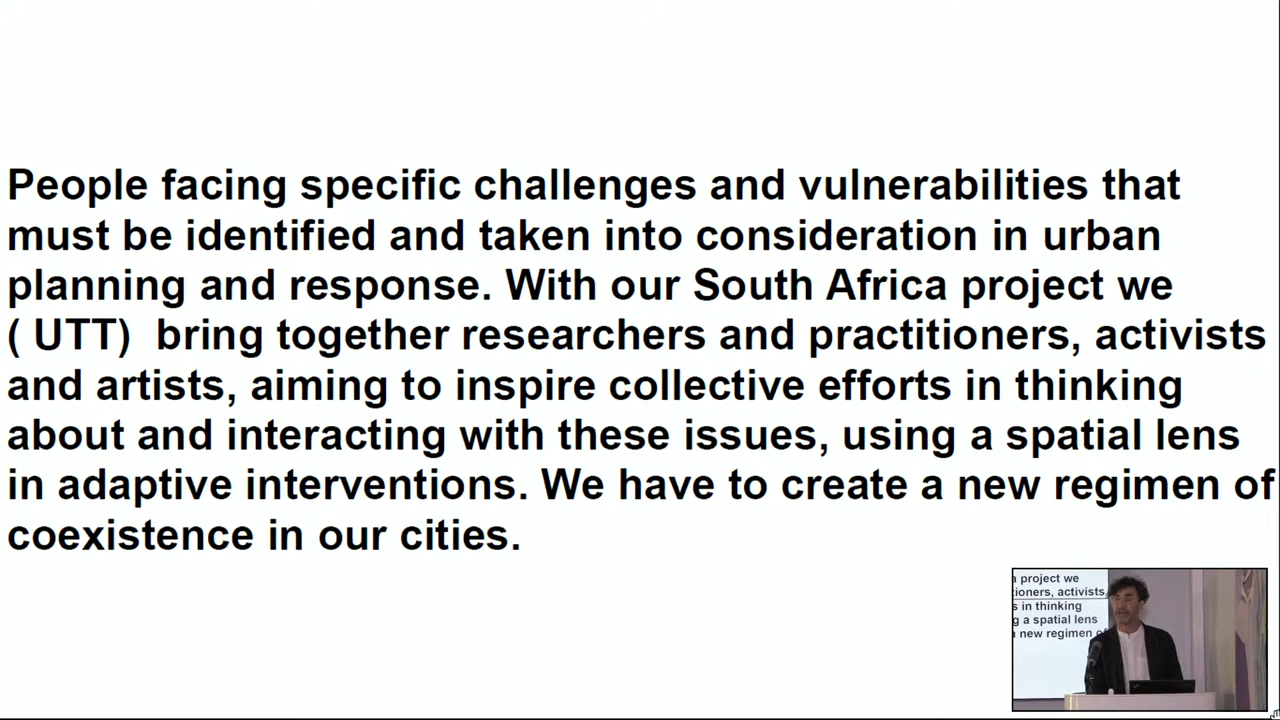 People facing specific challenges and vulnerabilities that
must be identified and taken into consideration in urban
planning and response. With our South Africa project we
( UTT)  bring together researchers and practitioners, activists
and artists, aiming to inspire collective efforts in thinking
about and interacting with these issues, using a spatial lens
in adaptive interventions. We have to create a new regimen of
coexistence in our cities.
a project we
tioners, activists
s in thinking
g a spatial lens
new regimen of